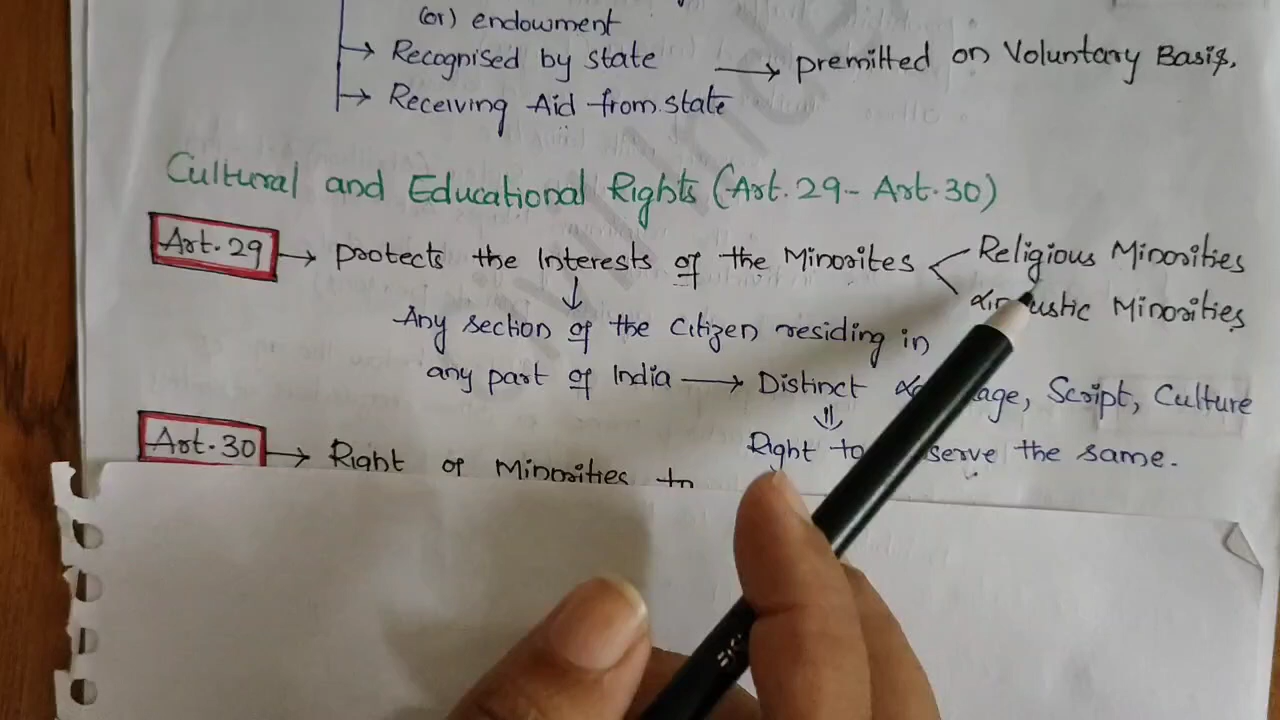 (or) endowment
→ Recognised by state → premitted on Voluntary Basis.
→ Receiving Aid from state
Cultural and Educational Rights (Art. 29 - Art. 30)
Art. 29 → protects the Interests of the Minorites Religious Minorities
Minorities
Any section of the citizen residing in
any part of India → Distinct Script, Culture
Right to the same.
Art. 30 → Right of Minorities to